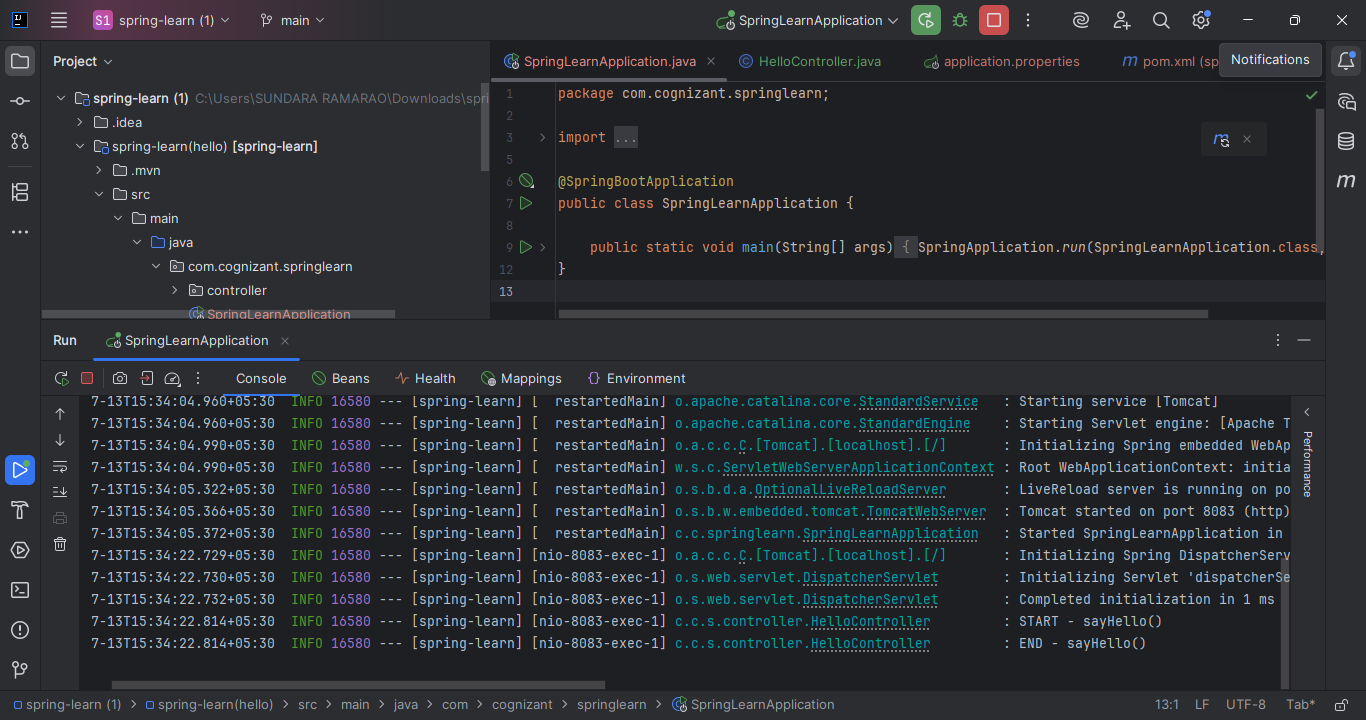 S1 spring-learn (1) main SpringLearnApplication
Project
SpringLearnApplication.java HelloController.java application.properties pom.xml (sp
Notifications
spring-learn (1) C:\Users\SUNDARA RAMARAO\Downloads\spri
.idea
spring-learn(hello) [spring-learn]
.mvn
src
main
java
com.cognizant.springlearn
controller
SpringLearnApplication
1 package com.cognizant.springlearn;
2
3 import ...
5
6 @SpringBootApplication
7 public class SpringLearnApplication {
8
9 public static void main(String[] args) { SpringApplication.run(SpringLearnApplication.class,
12 }
13
Run SpringLearnApplication
Console Beans Health Mappings Environment
7-13T15:34:04.960+05:30 INFO 16580 --- [spring-learn] [ restartedMain] o.apache.catalina.core.StandardService : Starting service [Tomcat]
7-13T15:34:04.960+05:30 INFO 16580 --- [spring-learn] [ restartedMain] o.apache.catalina.core.StandardEngine : Starting Servlet engine: [Apache T
7-13T15:34:04.990+05:30 INFO 16580 --- [spring-learn] [ restartedMain] o.a.c.c.C.[Tomcat].[localhost].[/] : Initializing Spring embedded WebAp
7-13T15:34:04.990+05:30 INFO 16580 --- [spring-learn] [ restartedMain] w.s.c.ServletWebServerApplicationContext : Root WebApplicationContext: initia
7-13T15:34:05.322+05:30 INFO 16580 --- [spring-learn] [ restartedMain] o.s.b.d.a.OptionalLiveReloadServer : LiveReload server is running on po
7-13T15:34:05.366+05:30 INFO 16580 --- [spring-learn] [ restartedMain] o.s.b.w.embedded.tomcat.TomcatWebServer : Tomcat started on port 8083 (http)
7-13T15:34:05.372+05:30 INFO 16580 --- [spring-learn] [ restartedMain] c.c.springlearn.SpringLearnApplication : Started SpringLearnApplication in
7-13T15:34:22.729+05:30 INFO 16580 --- [spring-learn] [nio-8083-exec-1] o.a.c.c.C.[Tomcat].[localhost].[/] : Initializing Spring DispatcherServ
7-13T15:34:22.730+05:30 INFO 16580 --- [spring-learn] [nio-8083-exec-1] o.s.web.servlet.DispatcherServlet : Initializing Servlet 'dispatcherSe
7-13T15:34:22.732+05:30 INFO 16580 --- [spring-learn] [nio-8083-exec-1] o.s.web.servlet.DispatcherServlet : Completed initialization in 1 ms
7-13T15:34:22.814+05:30 INFO 16580 --- [spring-learn] [nio-8083-exec-1] c.c.s.controller.HelloController : START - sayHello()
7-13T15:34:22.814+05:30 INFO 16580 --- [spring-learn] [nio-8083-exec-1] c.c.s.controller.HelloController : END - sayHello()
Performance
spring-learn (1) > spring-learn(hello) > src > main > java > com > cognizant > springlearn > SpringLearnApplication 13:1 LF UTF-8 Tab*